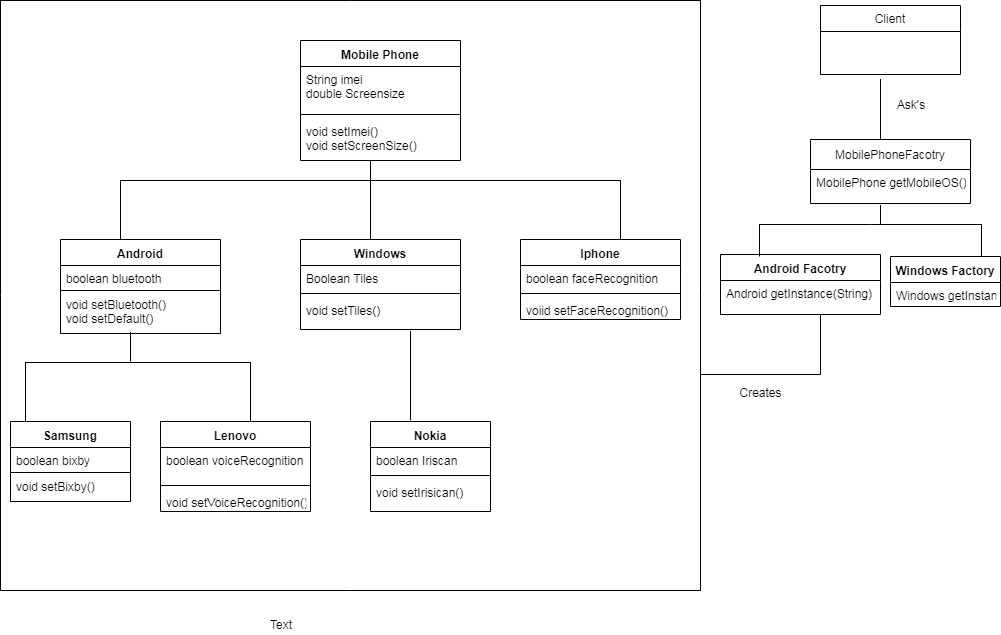 Client
Mobile Phone
String imei
double Screensize
void setImei()
void setScreenSize()
Ask's
MobilePhoneFacotry
MobilePhone getMobileOS()
Android
boolean bluetooth
void setBluetooth()
void setDefault()
Windows
Boolean Tiles
void setTiles()
Iphone
boolean faceRecognition
voiid setFaceRecognition()
Android Facotry
Android getInstance(String)
Windows Factory
Windows getInstan
Creates
Samsung
boolean bixby
void setBixby()
Lenovo
boolean voiceRecognition
void setVoiceRecognition()
Nokia
boolean Iriscan
void setIrisican()
Text